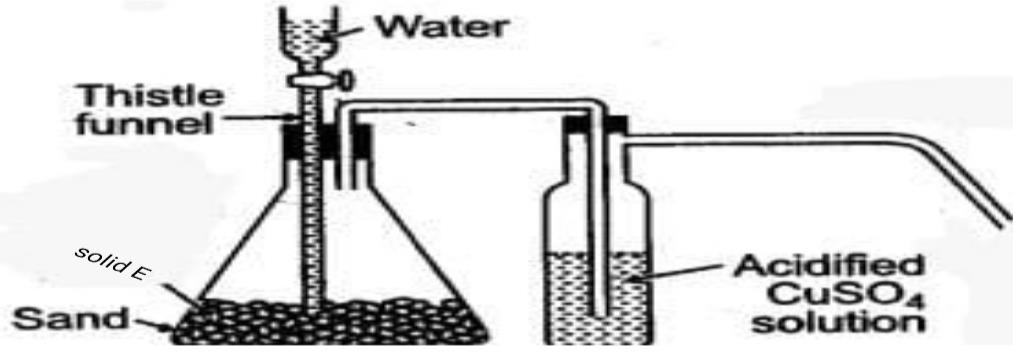 Water
Thistle
funnel
solid E
Sand
Acidified
CuSO₄
solution